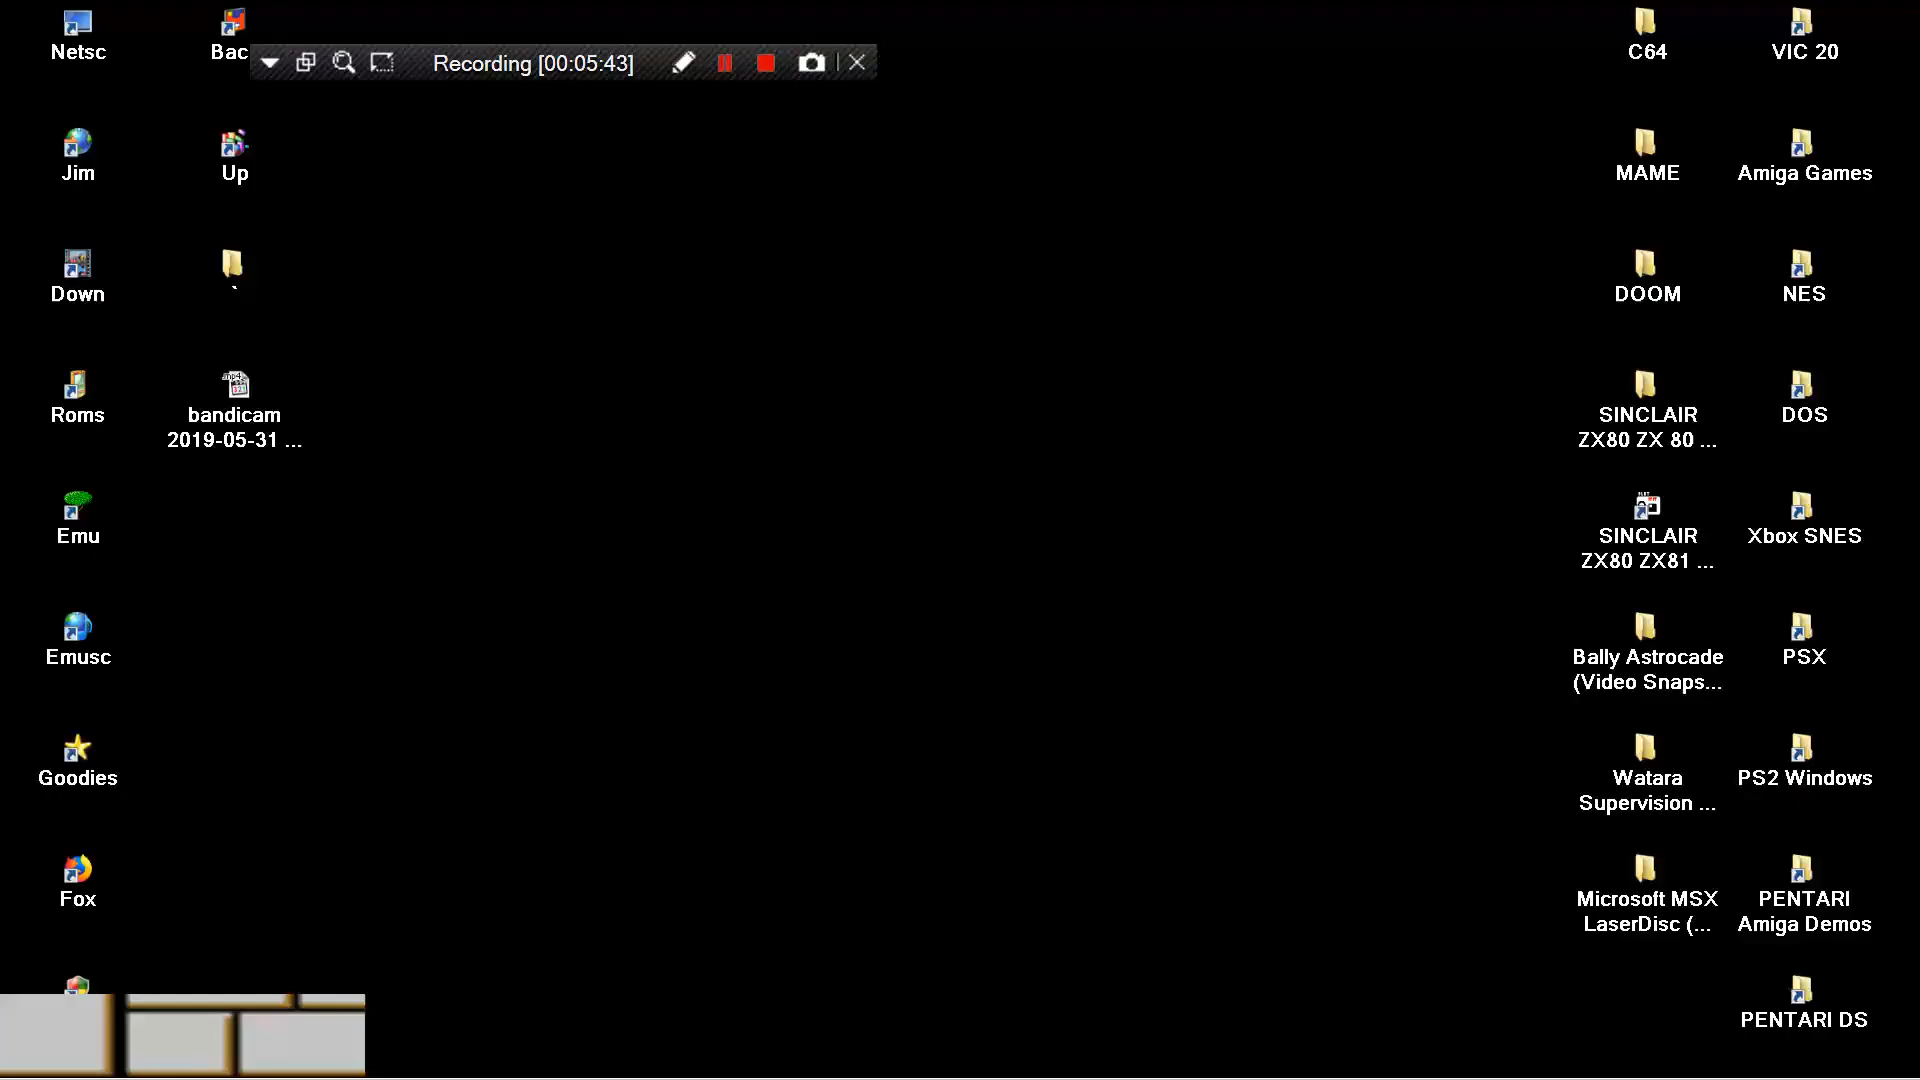 Netsc
Bac
Recording [00:05:43]
C64
VIC 20
Jim
Up
MAME
Amiga Games
Down
`
DOOM
NES
Roms
bandicam
2019-05-31 ...
SINCLAIR
ZX80 ZX 80 ...
DOS
Emu
SINCLAIR
ZX80 ZX81 ...
Xbox SNES
Emusc
Bally Astrocade
(Video Snaps...
PSX
Goodies
Watara
Supervision ...
PS2 Windows
Fox
Microsoft MSX
LaserDisc (...
PENTARI
Amiga Demos
PENTARI DS